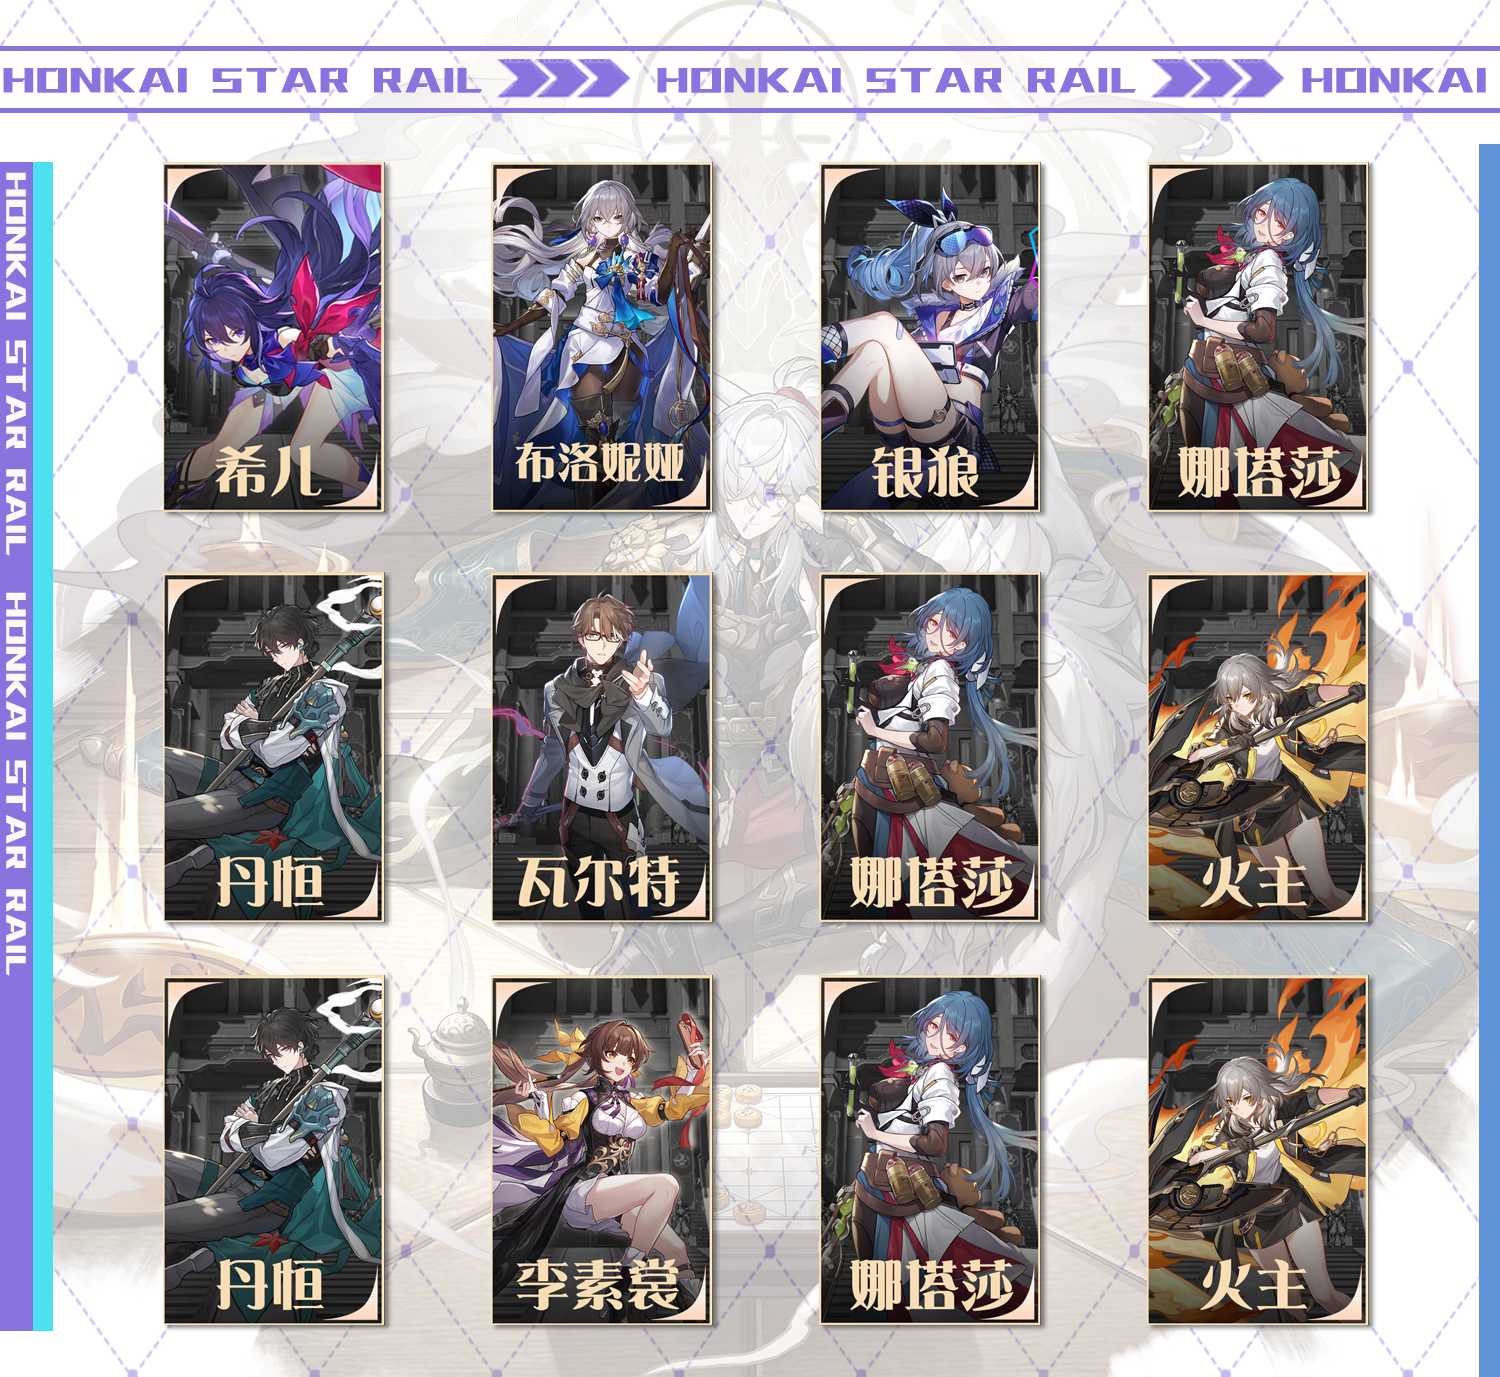 HONKAI STAR RAIL HONKAI STAR RAIL HONKAI
HONKAI STAR RAIL HONKAI STAR RAIL
希儿
布洛妮娅
银狼
娜塔莎
丹恒
瓦尔特
娜塔莎
火主
丹恒
李素裳
娜塔莎
火主